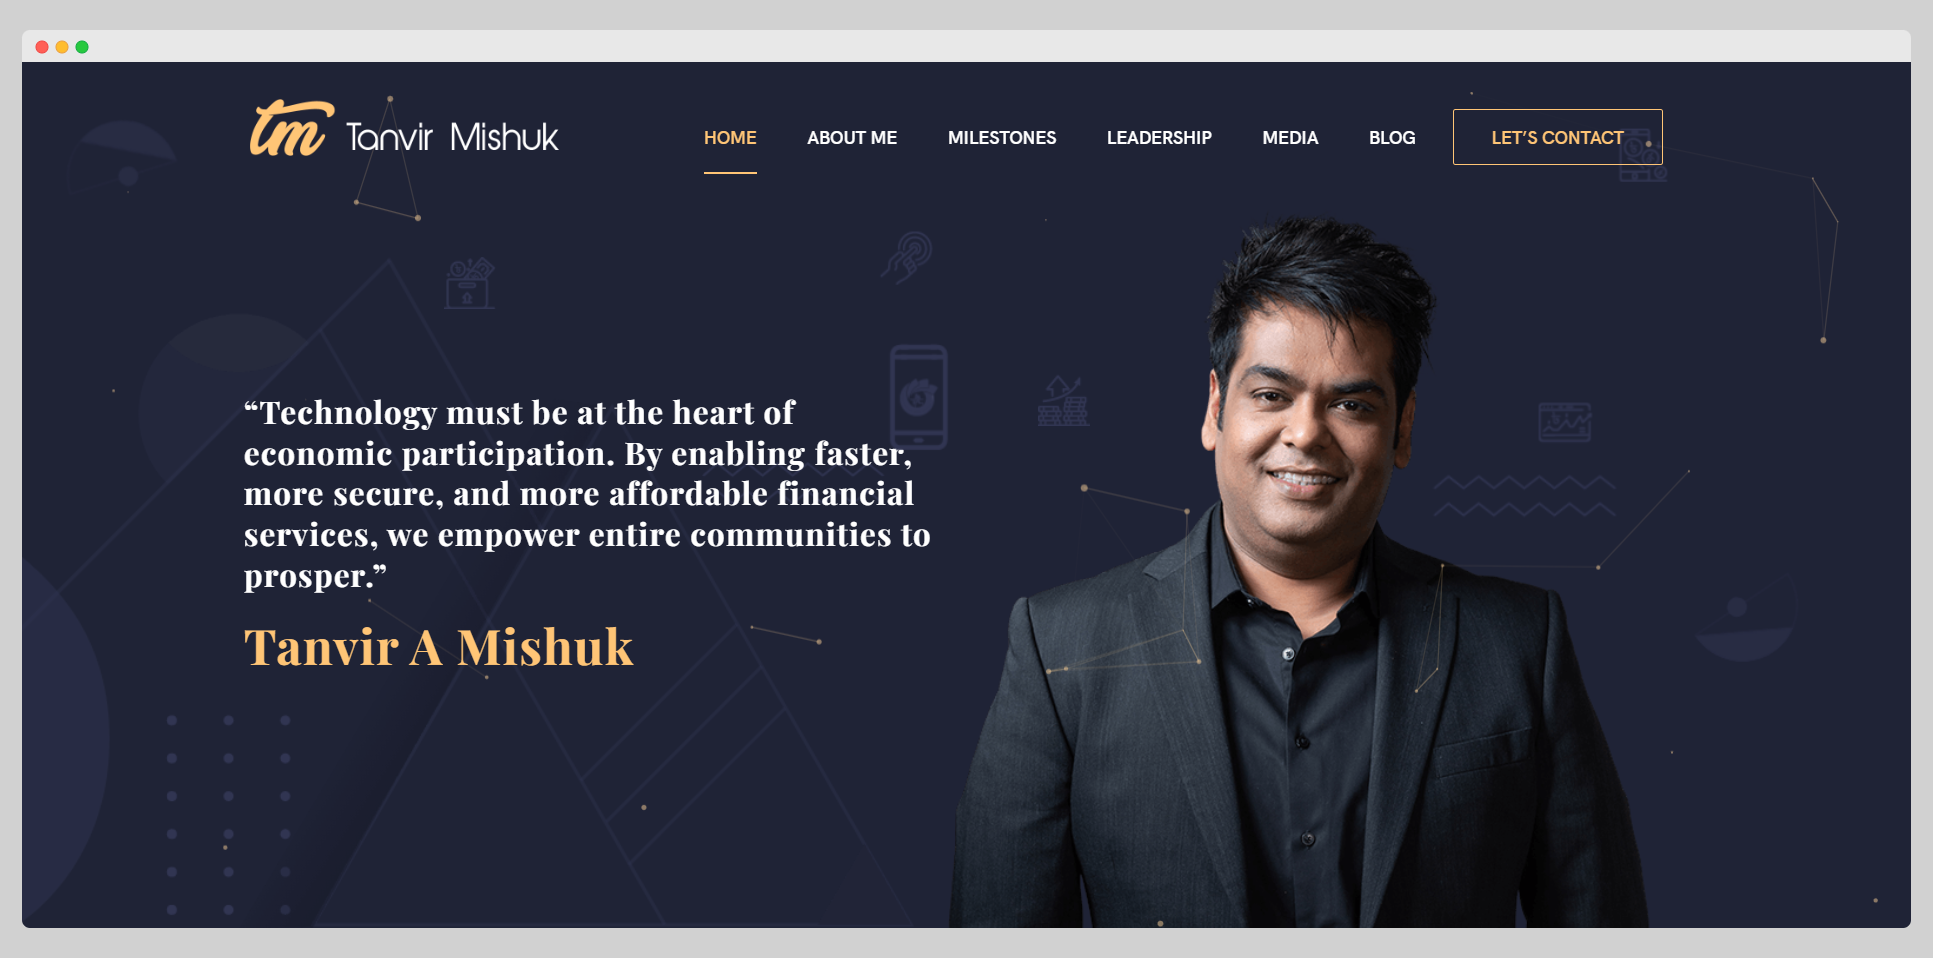 tm Tanvir Mishuk
HOME ABOUT ME MILESTONES LEADERSHIP MEDIA BLOG LET’S CONTACT
“Technology must be at the heart of
economic participation. By enabling faster,
more secure, and more affordable financial
services, we empower entire communities to
prosper.”
Tanvir A Mishuk